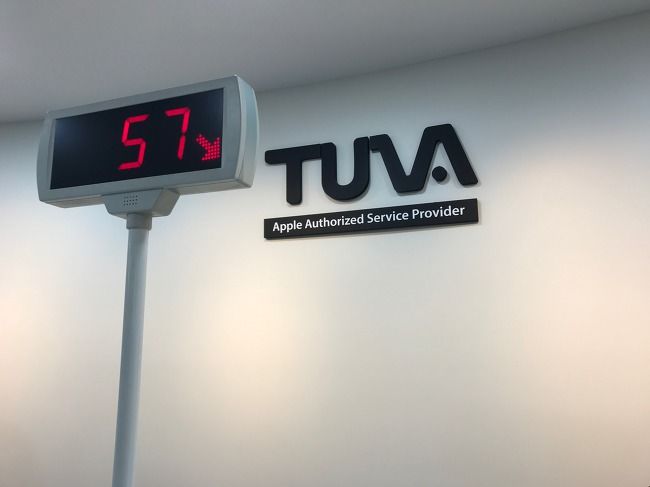 57
TUVA
Apple Authorized Service Provider